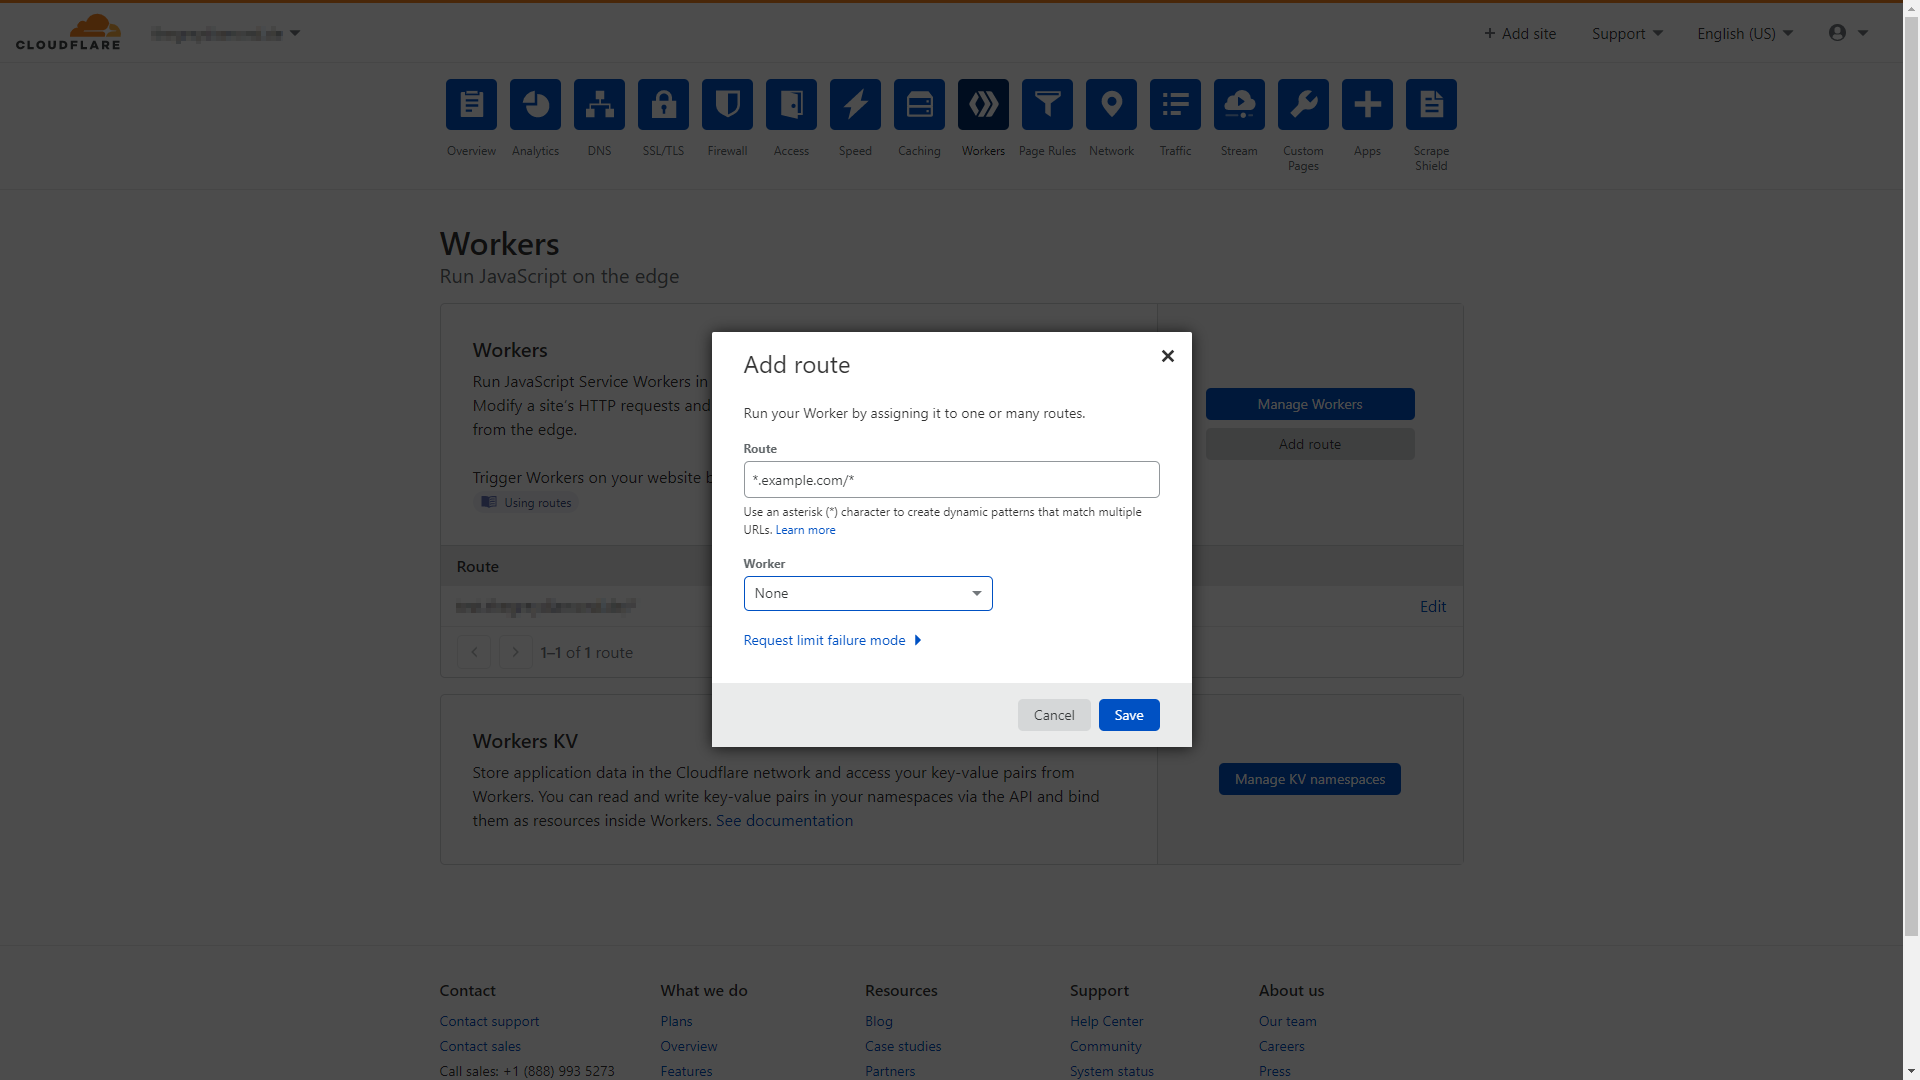 CLOUDFLARE
+ Add site
Support
English (US)
Overview
Analytics
DNS
SSL/TLS
Firewall
Access
Speed
Caching
Workers
Page Rules
Network
Traffic
Stream
Custom
Pages
Apps
Scrape
Shield
Workers
Run JavaScript on the edge
Workers
Run JavaScript Service Workers in
Modify a site's HTTP requests and
from the edge.
Trigger Workers on your website
Using routes
Manage Workers
Add route
Route
Edit
1–1 of 1 route
Add route
Run your Worker by assigning it to one or many routes.
Route
*.example.com/*
Use an asterisk (*) character to create dynamic patterns that match multiple
URLs. Learn more
Worker
None
Request limit failure mode
Cancel
Save
Workers KV
Store application data in the Cloudflare network and access your key-value pairs from
Workers. You can read and write key-value pairs in your namespaces via the API and bind
them as resources inside Workers. See documentation
Manage KV namespaces
Contact
Contact support
Contact sales
Call sales: +1 (888) 993 5273
What we do
Plans
Overview
Features
Resources
Blog
Case studies
Partners
Support
Help Center
Community
System status
About us
Our team
Careers
Press